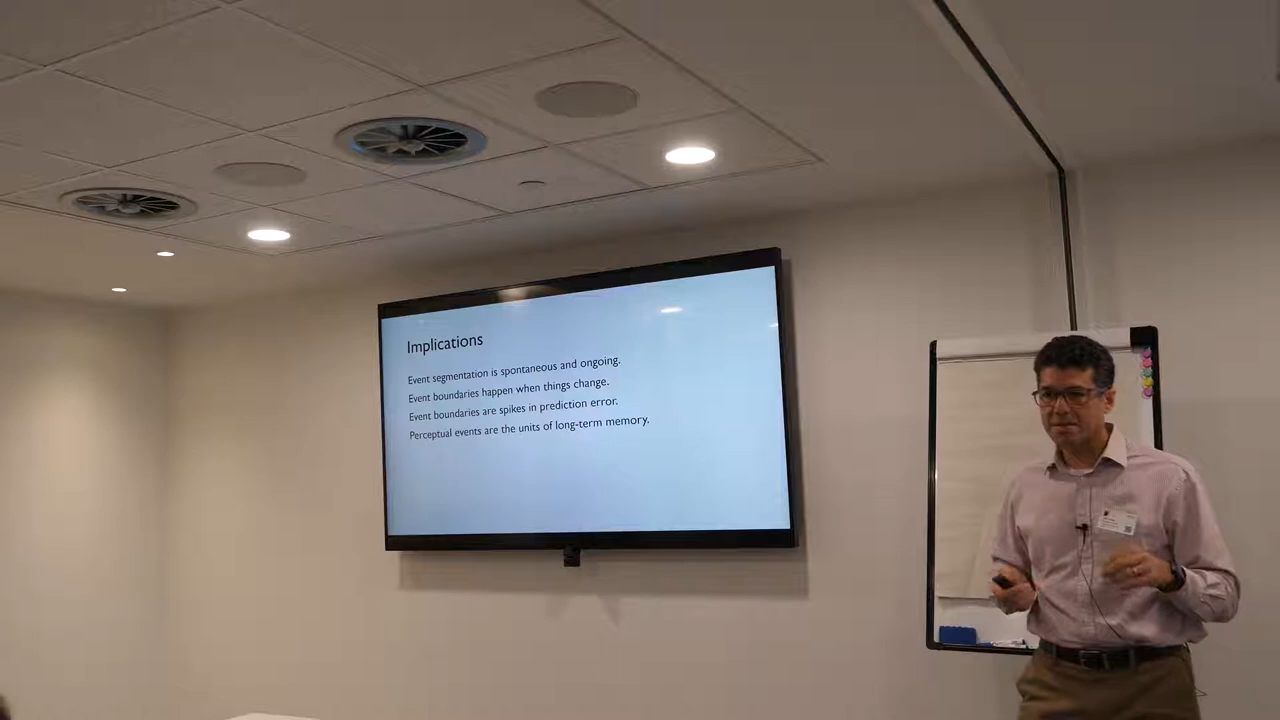 Implications
Event segmentation is spontaneous and ongoing.
Event boundaries happen when things change.
Event boundaries are spikes in prediction error.
Perceptual events are the units of long-term memory.